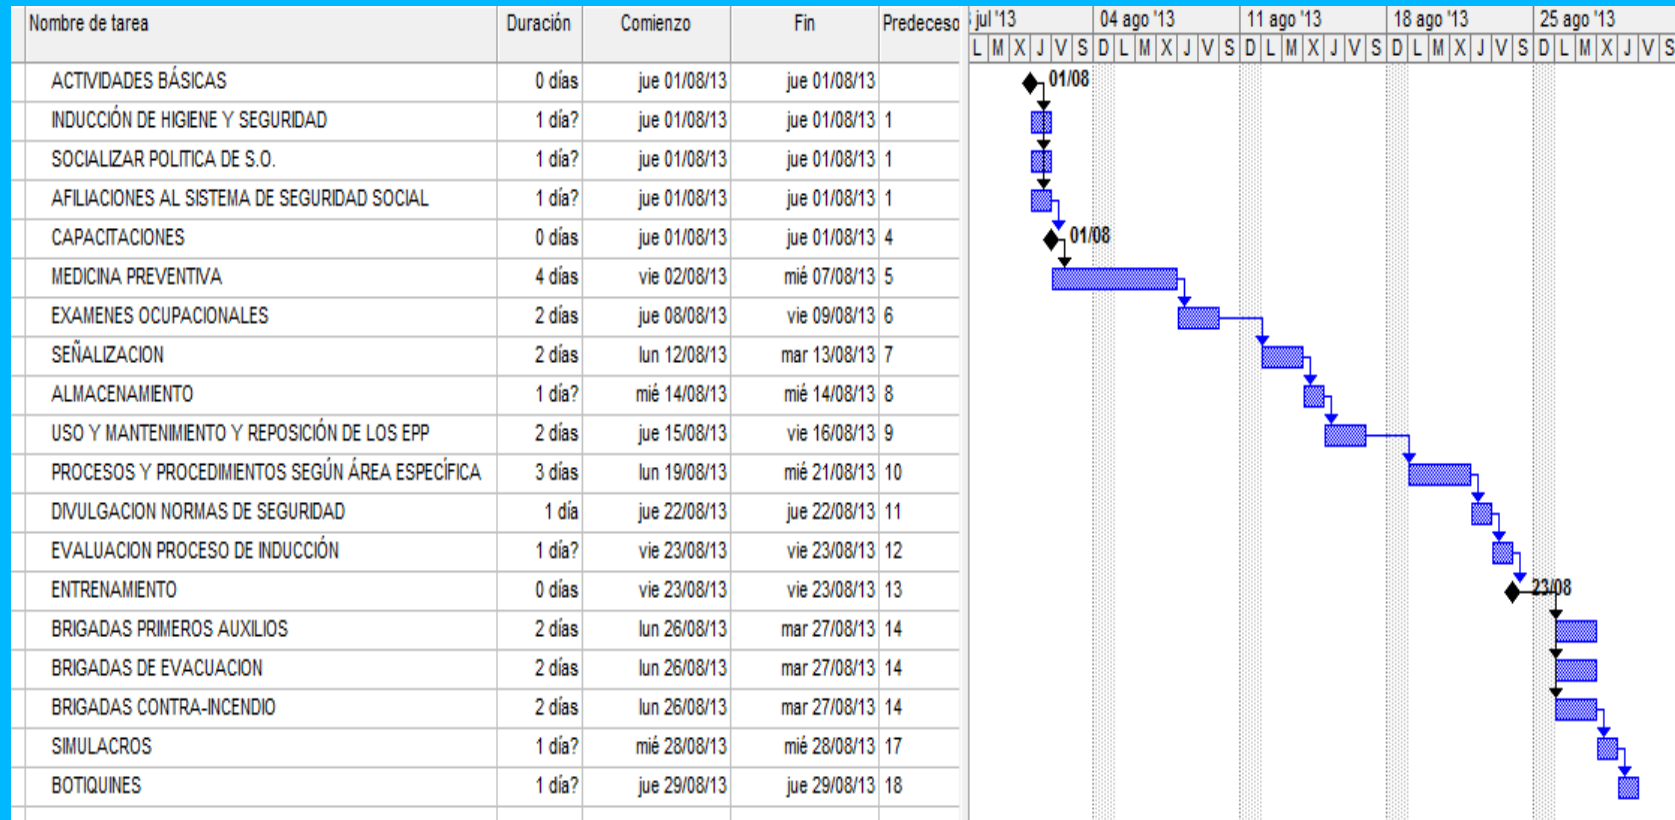 Nombre de tarea Duración Comienzo Fin Predeceso jul '13 04 ago '13 11 ago '13 18 ago '13 25 ago '13
L M X J V S D L M X J V S D L M X J V S D L M X J V S D L M X J V S
ACTIVIDADES BÁSICAS 0 días jue 01/08/13 jue 01/08/13 01/08
INDUCCIÓN DE HIGIENE Y SEGURIDAD 1 día? jue 01/08/13 jue 01/08/13 1
SOCIALIZAR POLITICA DE S.O. 1 día? jue 01/08/13 jue 01/08/13 1
AFILIACIONES AL SISTEMA DE SEGURIDAD SOCIAL 1 día? jue 01/08/13 jue 01/08/13 1
CAPACITACIONES 0 días jue 01/08/13 jue 01/08/13 4 01/08
MEDICINA PREVENTIVA 4 días vie 02/08/13 mié 07/08/13 5
EXAMENES OCUPACIONALES 2 días jue 08/08/13 vie 09/08/13 6
SEÑALIZACION 2 días lun 12/08/13 mar 13/08/13 7
ALMACENAMIENTO 1 día? mié 14/08/13 mié 14/08/13 8
USO Y MANTENIMIENTO Y REPOSICIÓN DE LOS EPP 2 días jue 15/08/13 vie 16/08/13 9
PROCESOS Y PROCEDIMIENTOS SEGÚN ÁREA ESPECÍFICA 3 días lun 19/08/13 mié 21/08/13 10
DIVULGACION NORMAS DE SEGURIDAD 1 día jue 22/08/13 jue 22/08/13 11
EVALUACION PROCESO DE INDUCCIÓN 1 día? vie 23/08/13 vie 23/08/13 12
ENTRENAMIENTO 0 días vie 23/08/13 vie 23/08/13 13 23/08
BRIGADAS PRIMEROS AUXILIOS 2 días lun 26/08/13 mar 27/08/13 14
BRIGADAS DE EVACUACION 2 días lun 26/08/13 mar 27/08/13 14
BRIGADAS CONTRA-INCENDIO 2 días lun 26/08/13 mar 27/08/13 14
SIMULACROS 1 día? mié 28/08/13 mié 28/08/13 17
BOTIQUINES 1 día? jue 29/08/13 jue 29/08/13 18